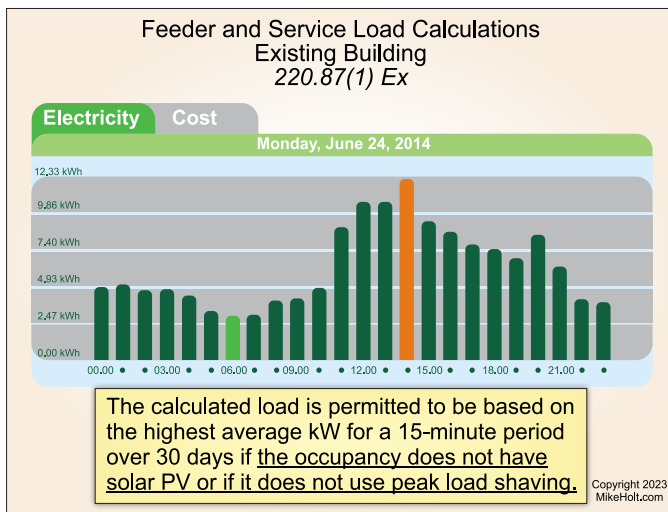 Feeder and Service Load Calculations
Existing Building
220.87(1) Ex
Electricity Cost
Monday, June 24, 2014
12.33 kWh
9.86 kWh
7.40 kWh
4.93 kWh
2.47 kWh
0.00 kWh
00.00 • • 03.00 • • 06.00 • • 09.00 • • 12.00 • • 15.00 • • 18.00 • • 21.00 • •
The calculated load is permitted to be based on
the highest average kW for a 15-minute period
over 30 days if the occupancy does not have
solar PV or if it does not use peak load shaving.
Copyright 2023
MikeHolt.com